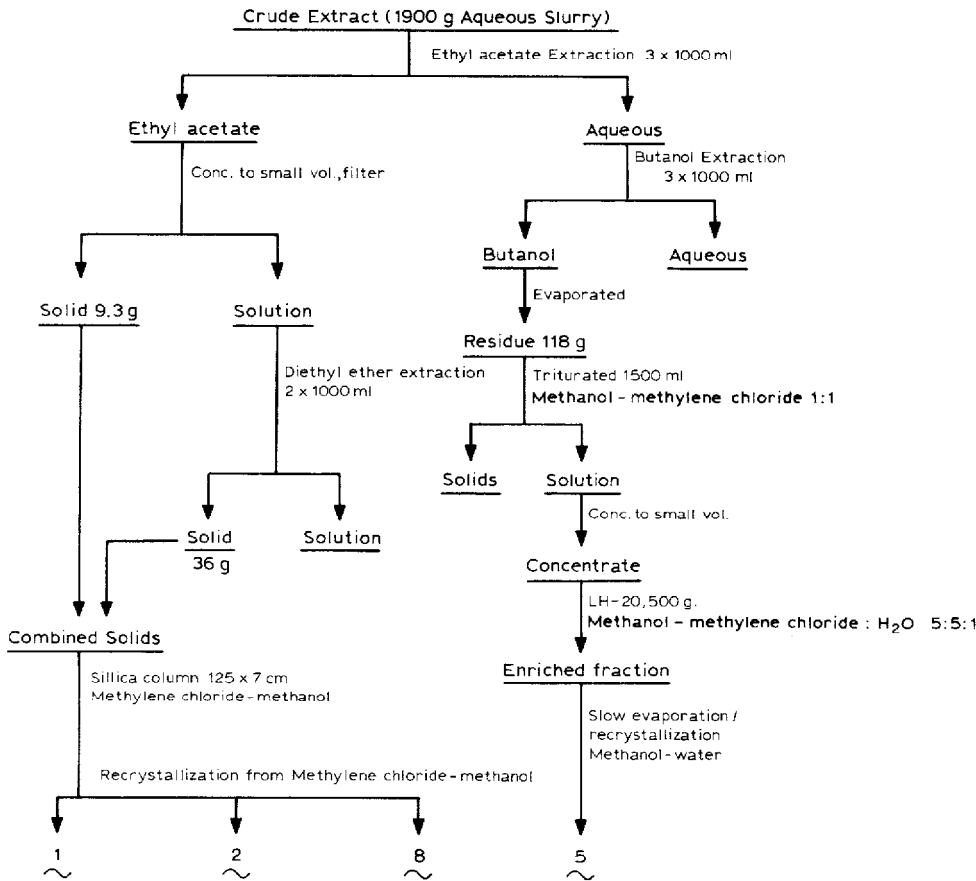 Crude Extract (1900 g Aqueous Slurry)
Ethyl acetate Extraction 3 x 1000 ml
Ethyl acetate
Aqueous
Conc. to small vol., filter
Butanol Extraction
3 x 1000 ml
Butanol
Aqueous
Evaporated
Solid 9.3 g
Solution
Residue 118 g
Diethyl ether extraction
2 x 1000 ml
Triturated 1500 ml
Methanol - methylene chloride 1:1
Solids
Solution
Conc. to small vol.
Solid
36 g
Solution
Concentrate
LH-20, 500 g.
Methanol - methylene chloride : H₂O 5:5:1
Combined Solids
Enriched fraction
Sillica column 125 x 7 cm
Methylene chloride-methanol
Slow evaporation /
recrystallization
Methanol-water
Recrystallization from Methylene chloride-methanol
1
2
8
5